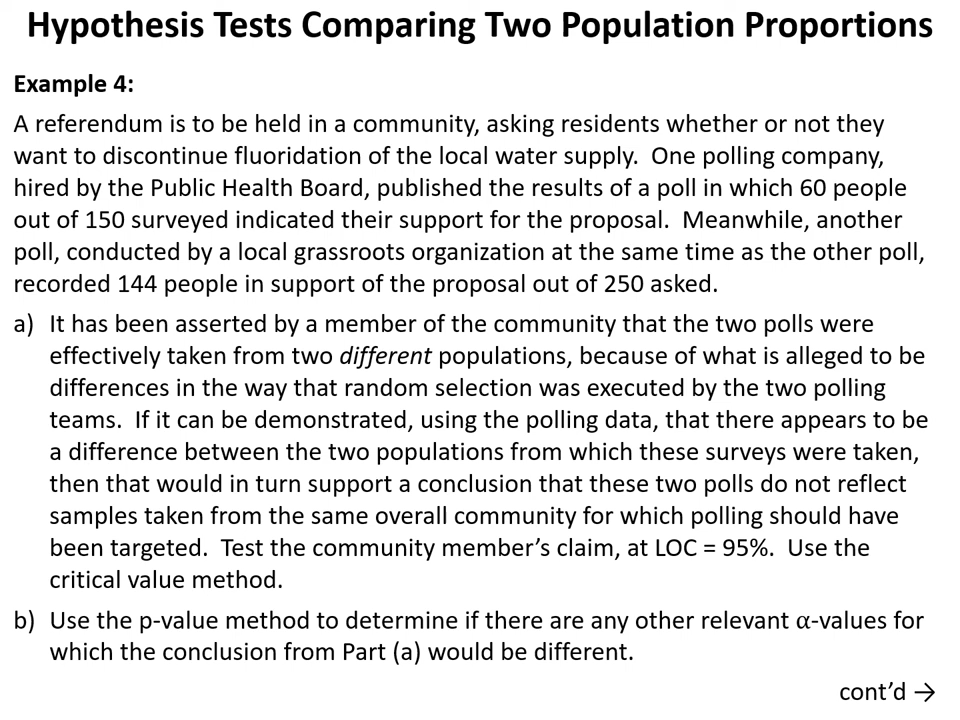 Hypothesis Tests Comparing Two Population Proportions
Example 4:
A referendum is to be held in a community, asking residents whether or not they
want to discontinue fluoridation of the local water supply.  One polling company,
hired by the Public Health Board, published the results of a poll in which 60 people
out of 150 surveyed indicated their support for the proposal.  Meanwhile, another
poll, conducted by a local grassroots organization at the same time as the other poll,
recorded 144 people in support of the proposal out of 250 asked.
a) It has been asserted by a member of the community that the two polls were
effectively taken from two different populations, because of what is alleged to be
differences in the way that random selection was executed by the two polling
teams.  If it can be demonstrated, using the polling data, that there appears to be
a difference between the two populations from which these surveys were taken,
then that would in turn support a conclusion that these two polls do not reflect
samples taken from the same overall community for which polling should have
been targeted.  Test the community member’s claim, at LOC = 95%.  Use the
critical value method.
b) Use the p-value method to determine if there are any other relevant α-values for
which the conclusion from Part (a) would be different.
cont’d →